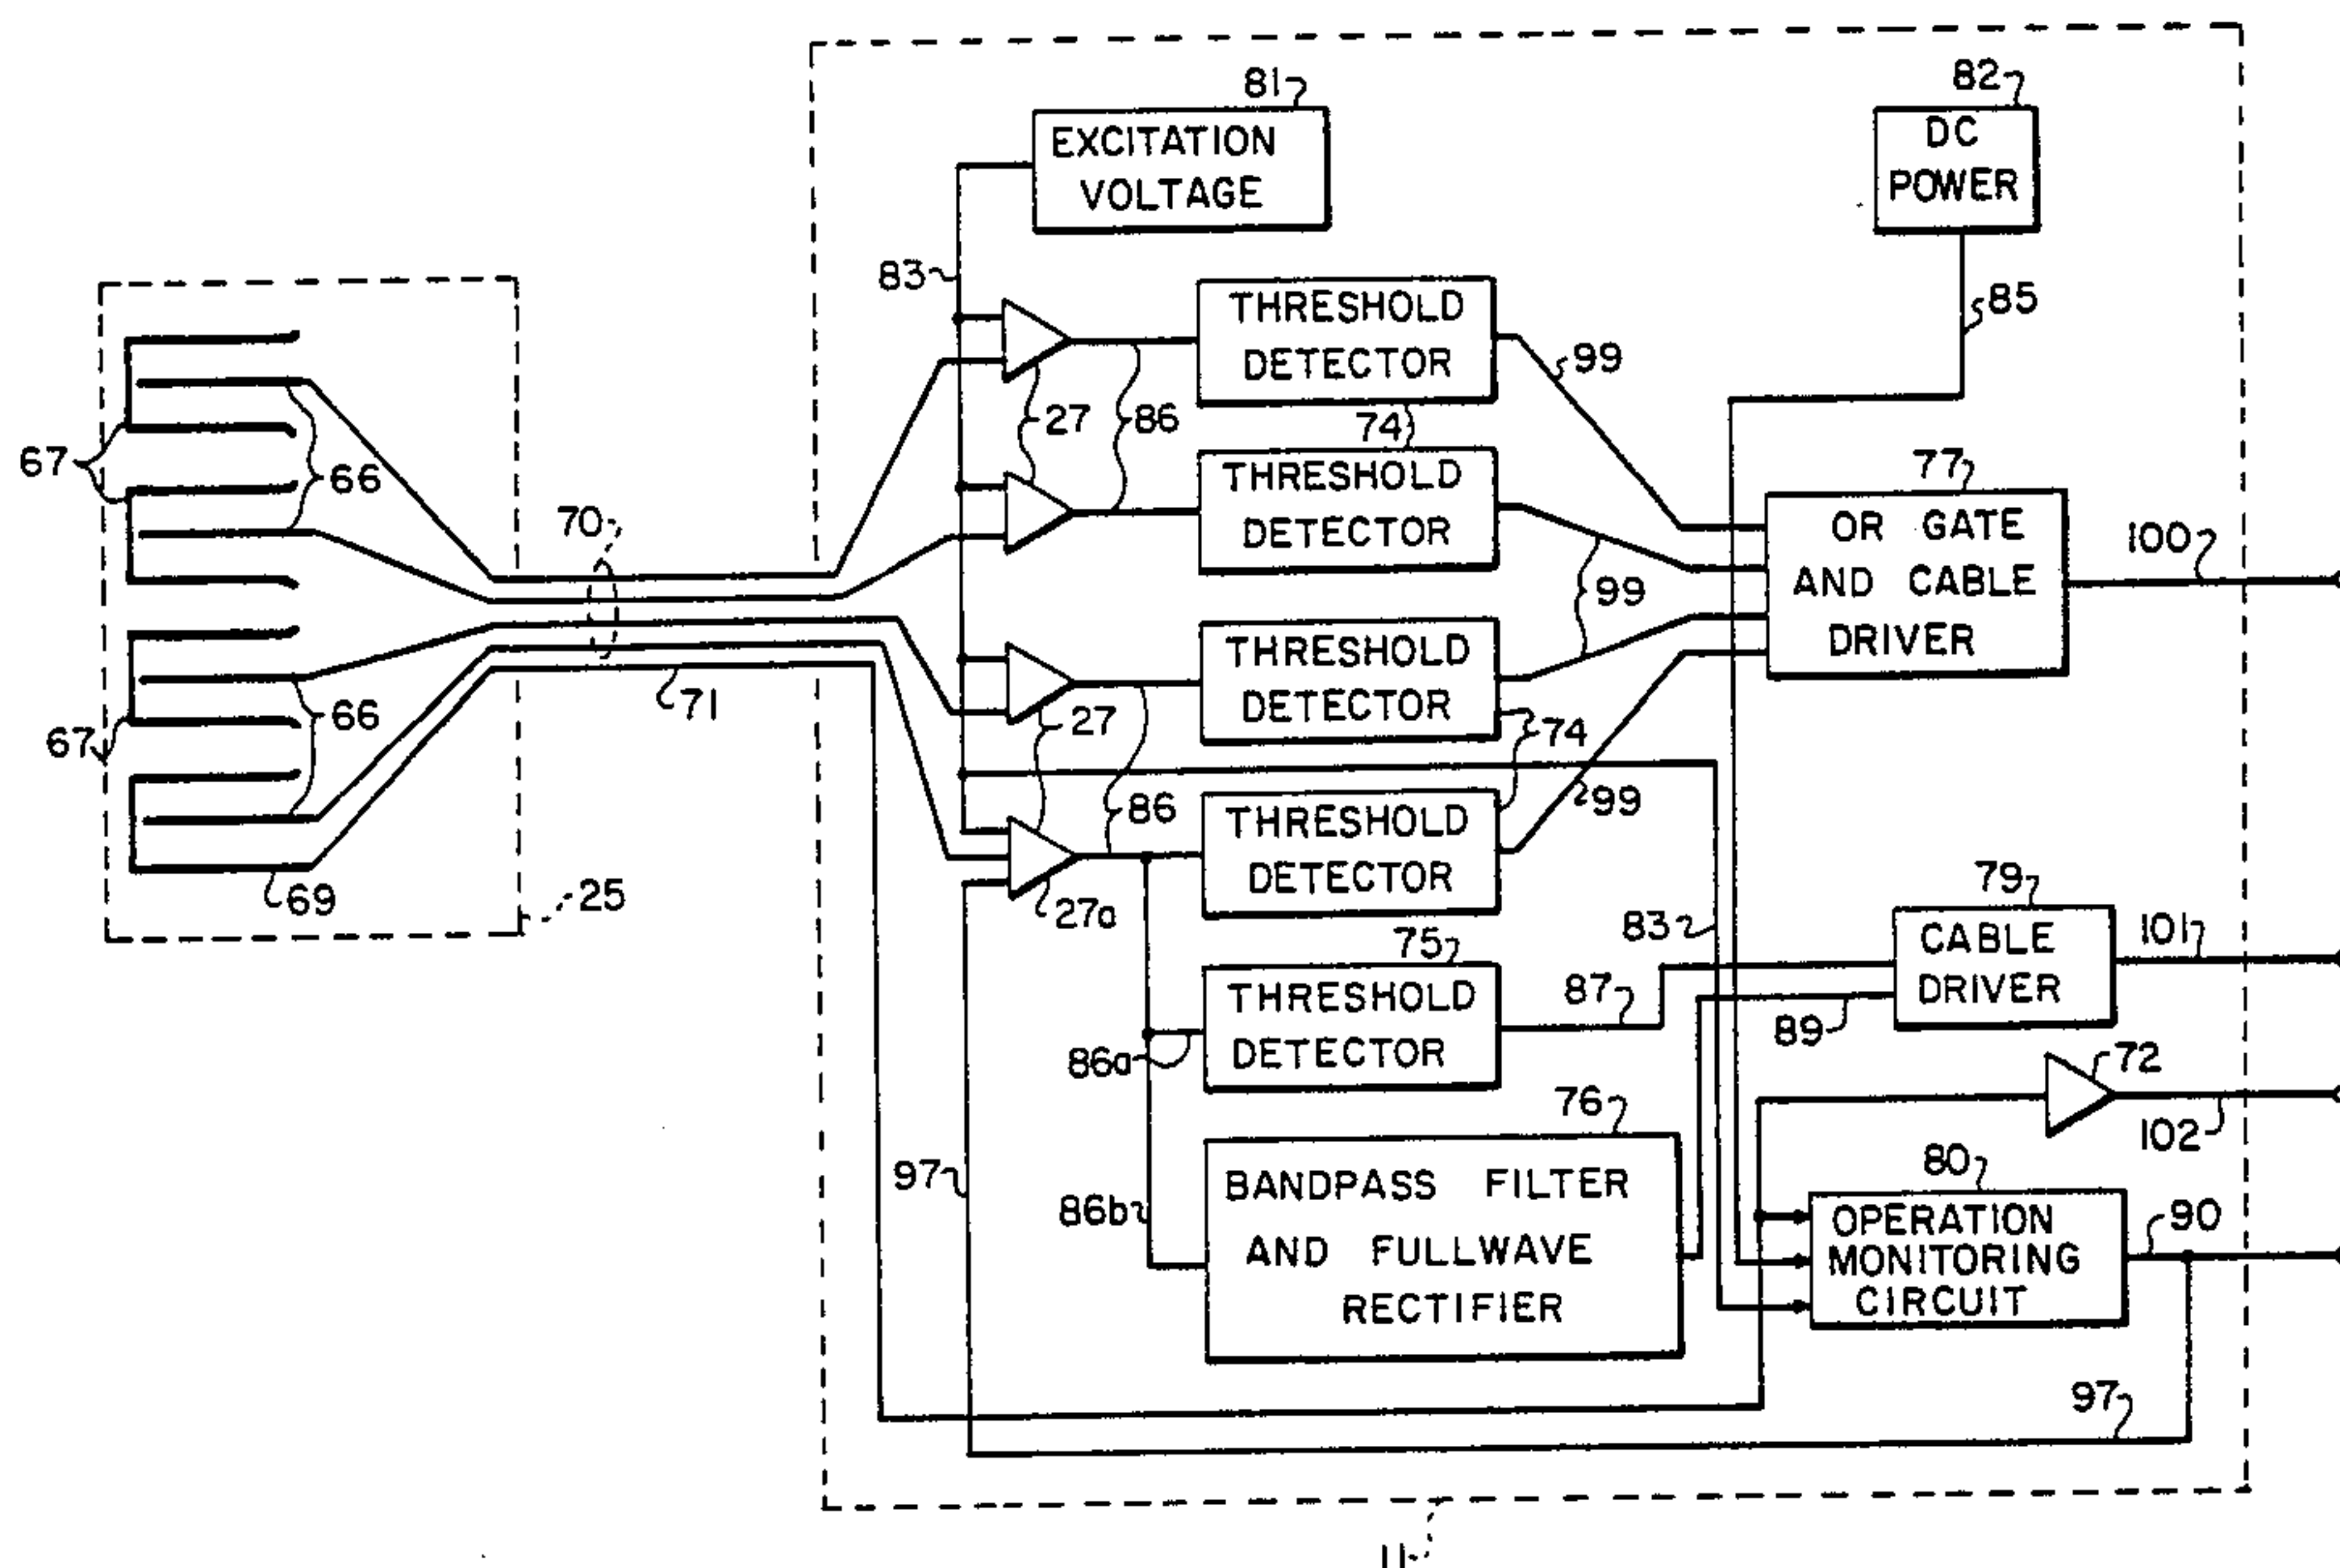 81
EXCITATION
VOLTAGE
82
DC
POWER
83
85
THRESHOLD
DETECTOR
99
27
86
74
THRESHOLD
DETECTOR
77
OR GATE
AND CABLE
DRIVER
100
67
66
70
99
THRESHOLD
DETECTOR
71
27
74
67
66
86
99
THRESHOLD
DETECTOR
69
25
27a
83
79
CABLE
DRIVER
101
75
THRESHOLD
DETECTOR
87
89
86a
72
102
76
BANDPASS FILTER
AND FULLWAVE
RECTIFIER
97
86b
80
OPERATION
MONITORING
CIRCUIT
90
97
11